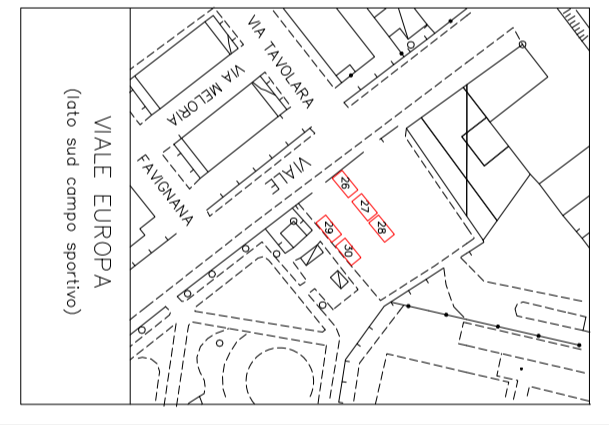 VIALE EUROPA
(lato sud campo sportivo)
VIA TAVOLARA
VIA MELORIA
FAVIGNANA
VIALE
26
27
28
29
30